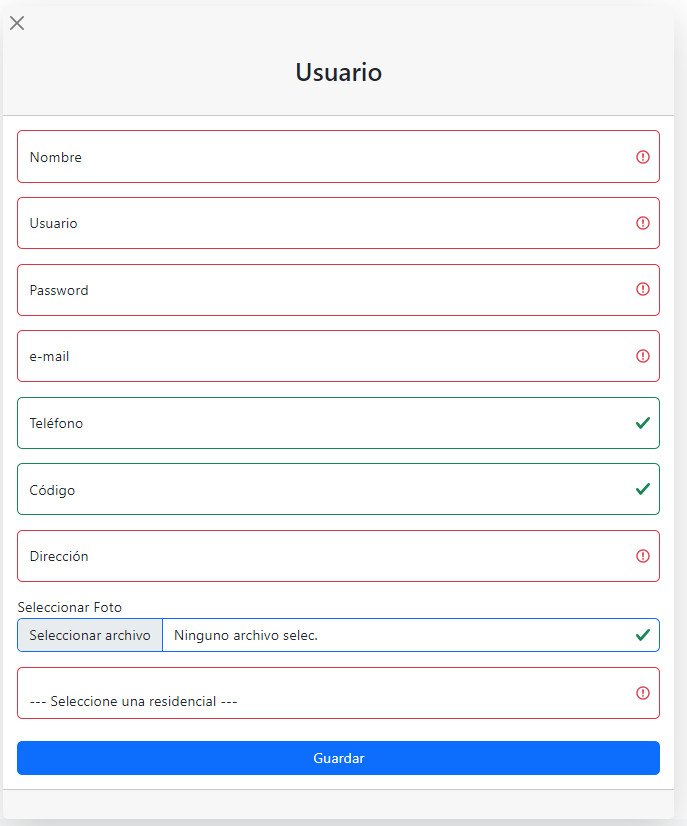 Usuario
Nombre
Usuario
Password
e-mail
Teléfono
Código
Dirección
Seleccionar Foto
Seleccionar archivo Ninguno archivo selec.
--- Seleccione una residencial ---
Guardar